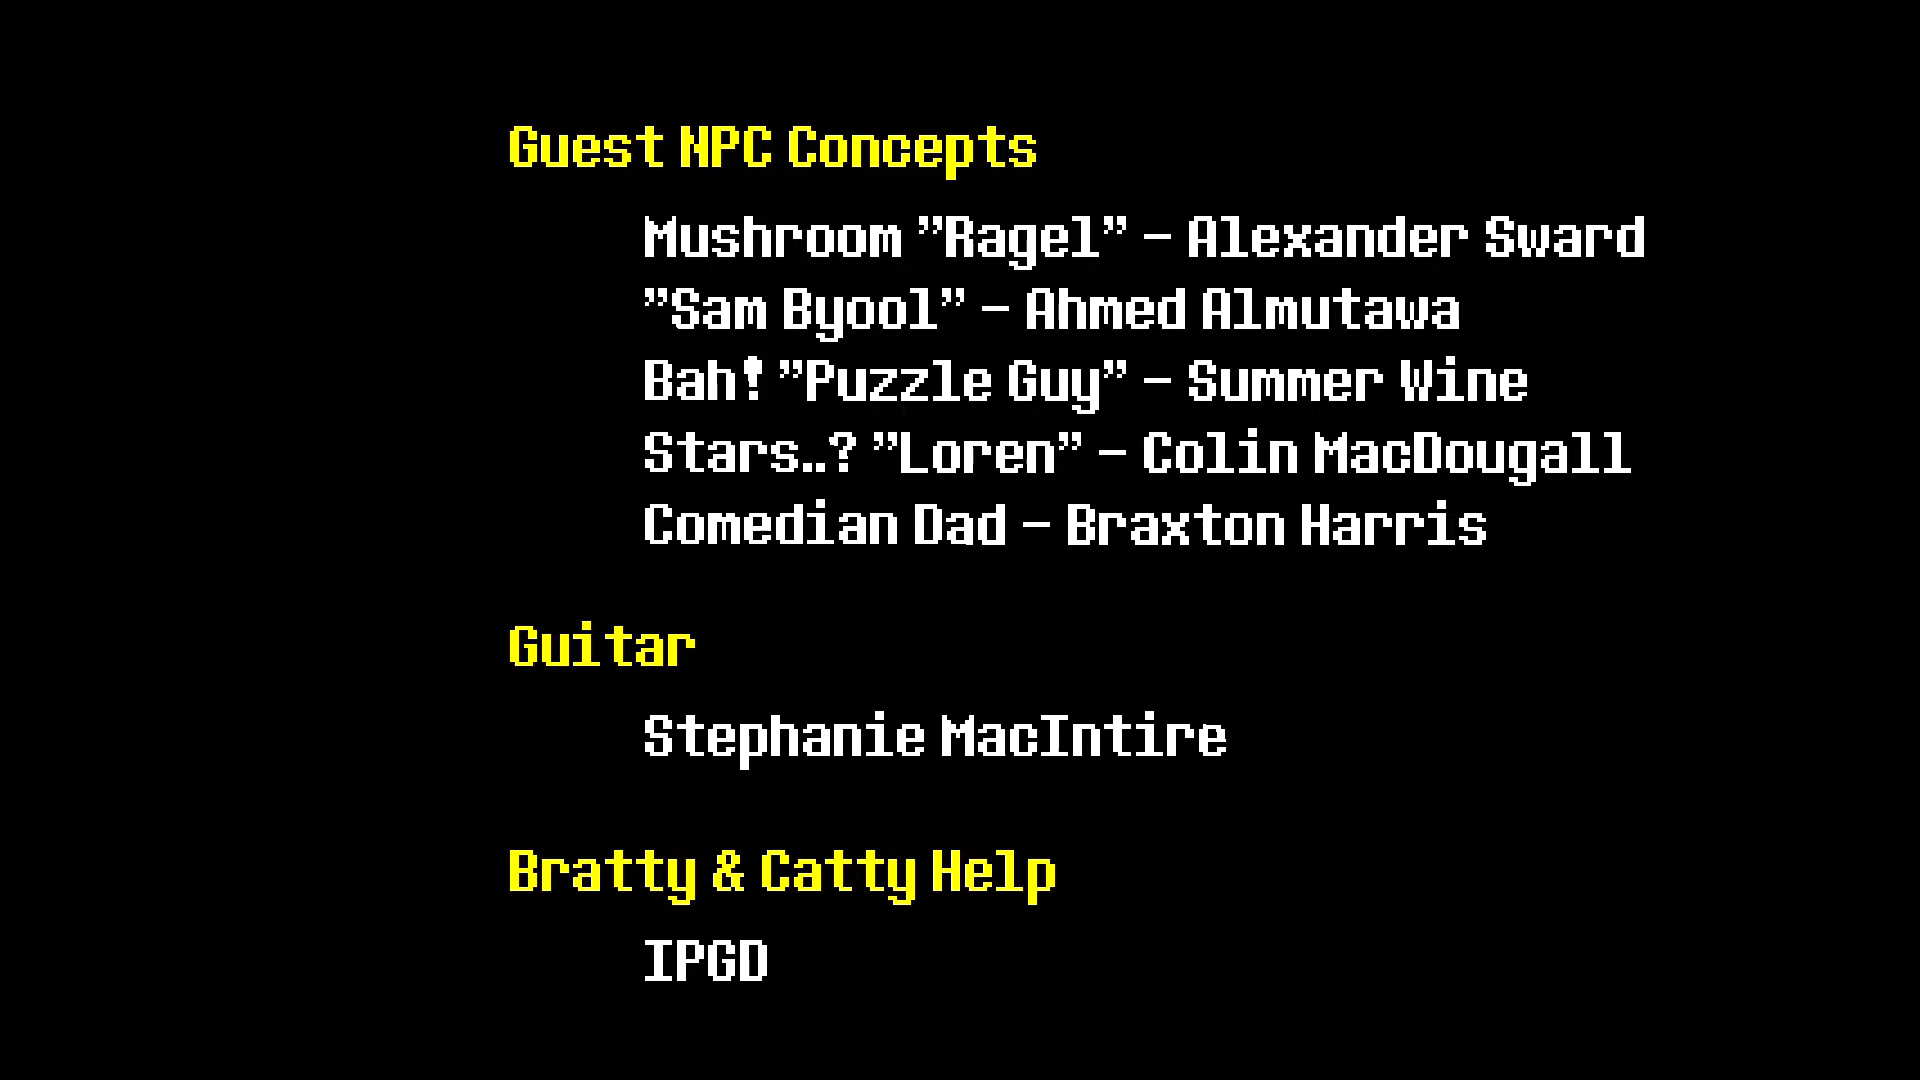 Guest NPC Concepts
Mushroom "Ragel" - Alexander Sward
"Sam Byool" - Ahmed Almutawa
Bah! "Puzzle Guy" - Summer Wine
Stars..? "Loren" - Colin MacDougall
Comedian Dad - Braxton Harris
Guitar
Stephanie MacIntire
Bratty & Catty Help
IPGD